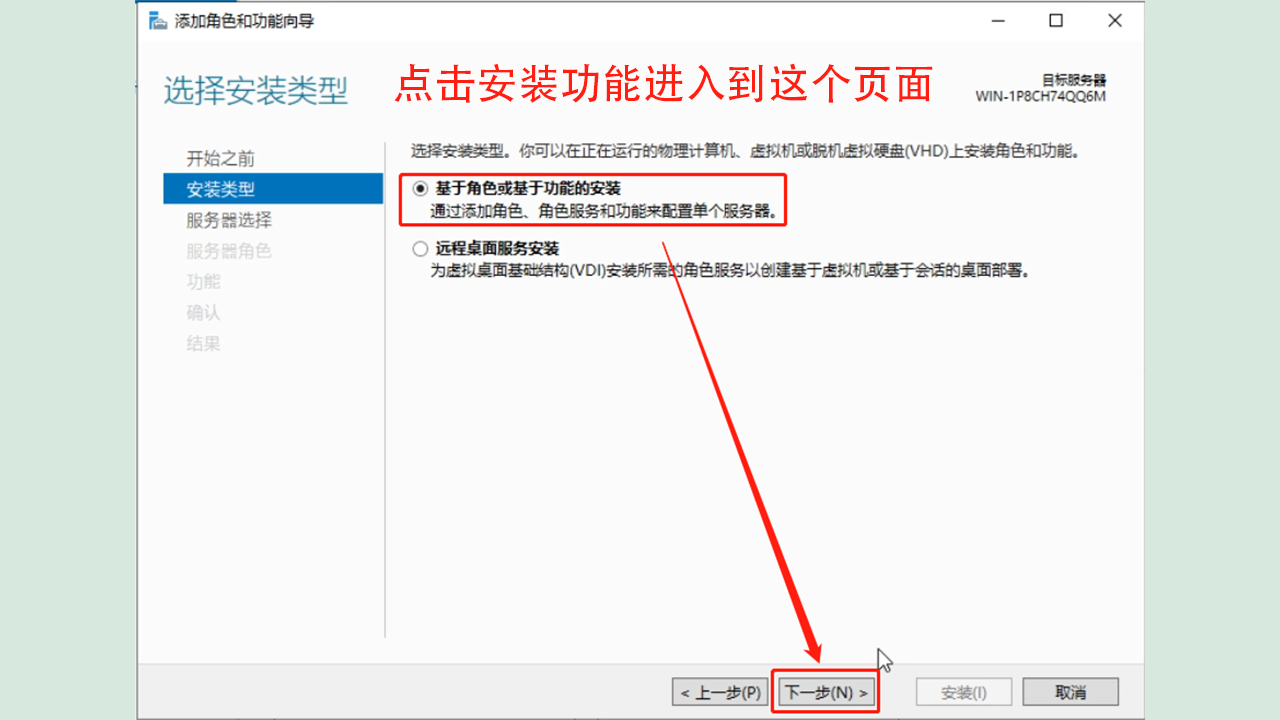 添加角色和功能向导
选择安装类型
点击安装功能进入到这个页面
目标服务器
WIN-1P8CH74QQ6M
开始之前
安装类型
服务器选择
服务器角色
功能
确认
结果
选择安装类型。你可以在正在运行的物理计算机、虚拟机或脱机虚拟硬盘(VHD)上安装角色和功能。
基于角色或基于功能的安装
通过添加角色、角色服务和功能来配置单个服务器。
远程桌面服务安装
为虚拟桌面基础结构(VDI)安装所需的角色服务以创建基于虚拟机或基于会话的桌面部署。
< 上一步(P)
下一步(N) >
安装(I)
取消